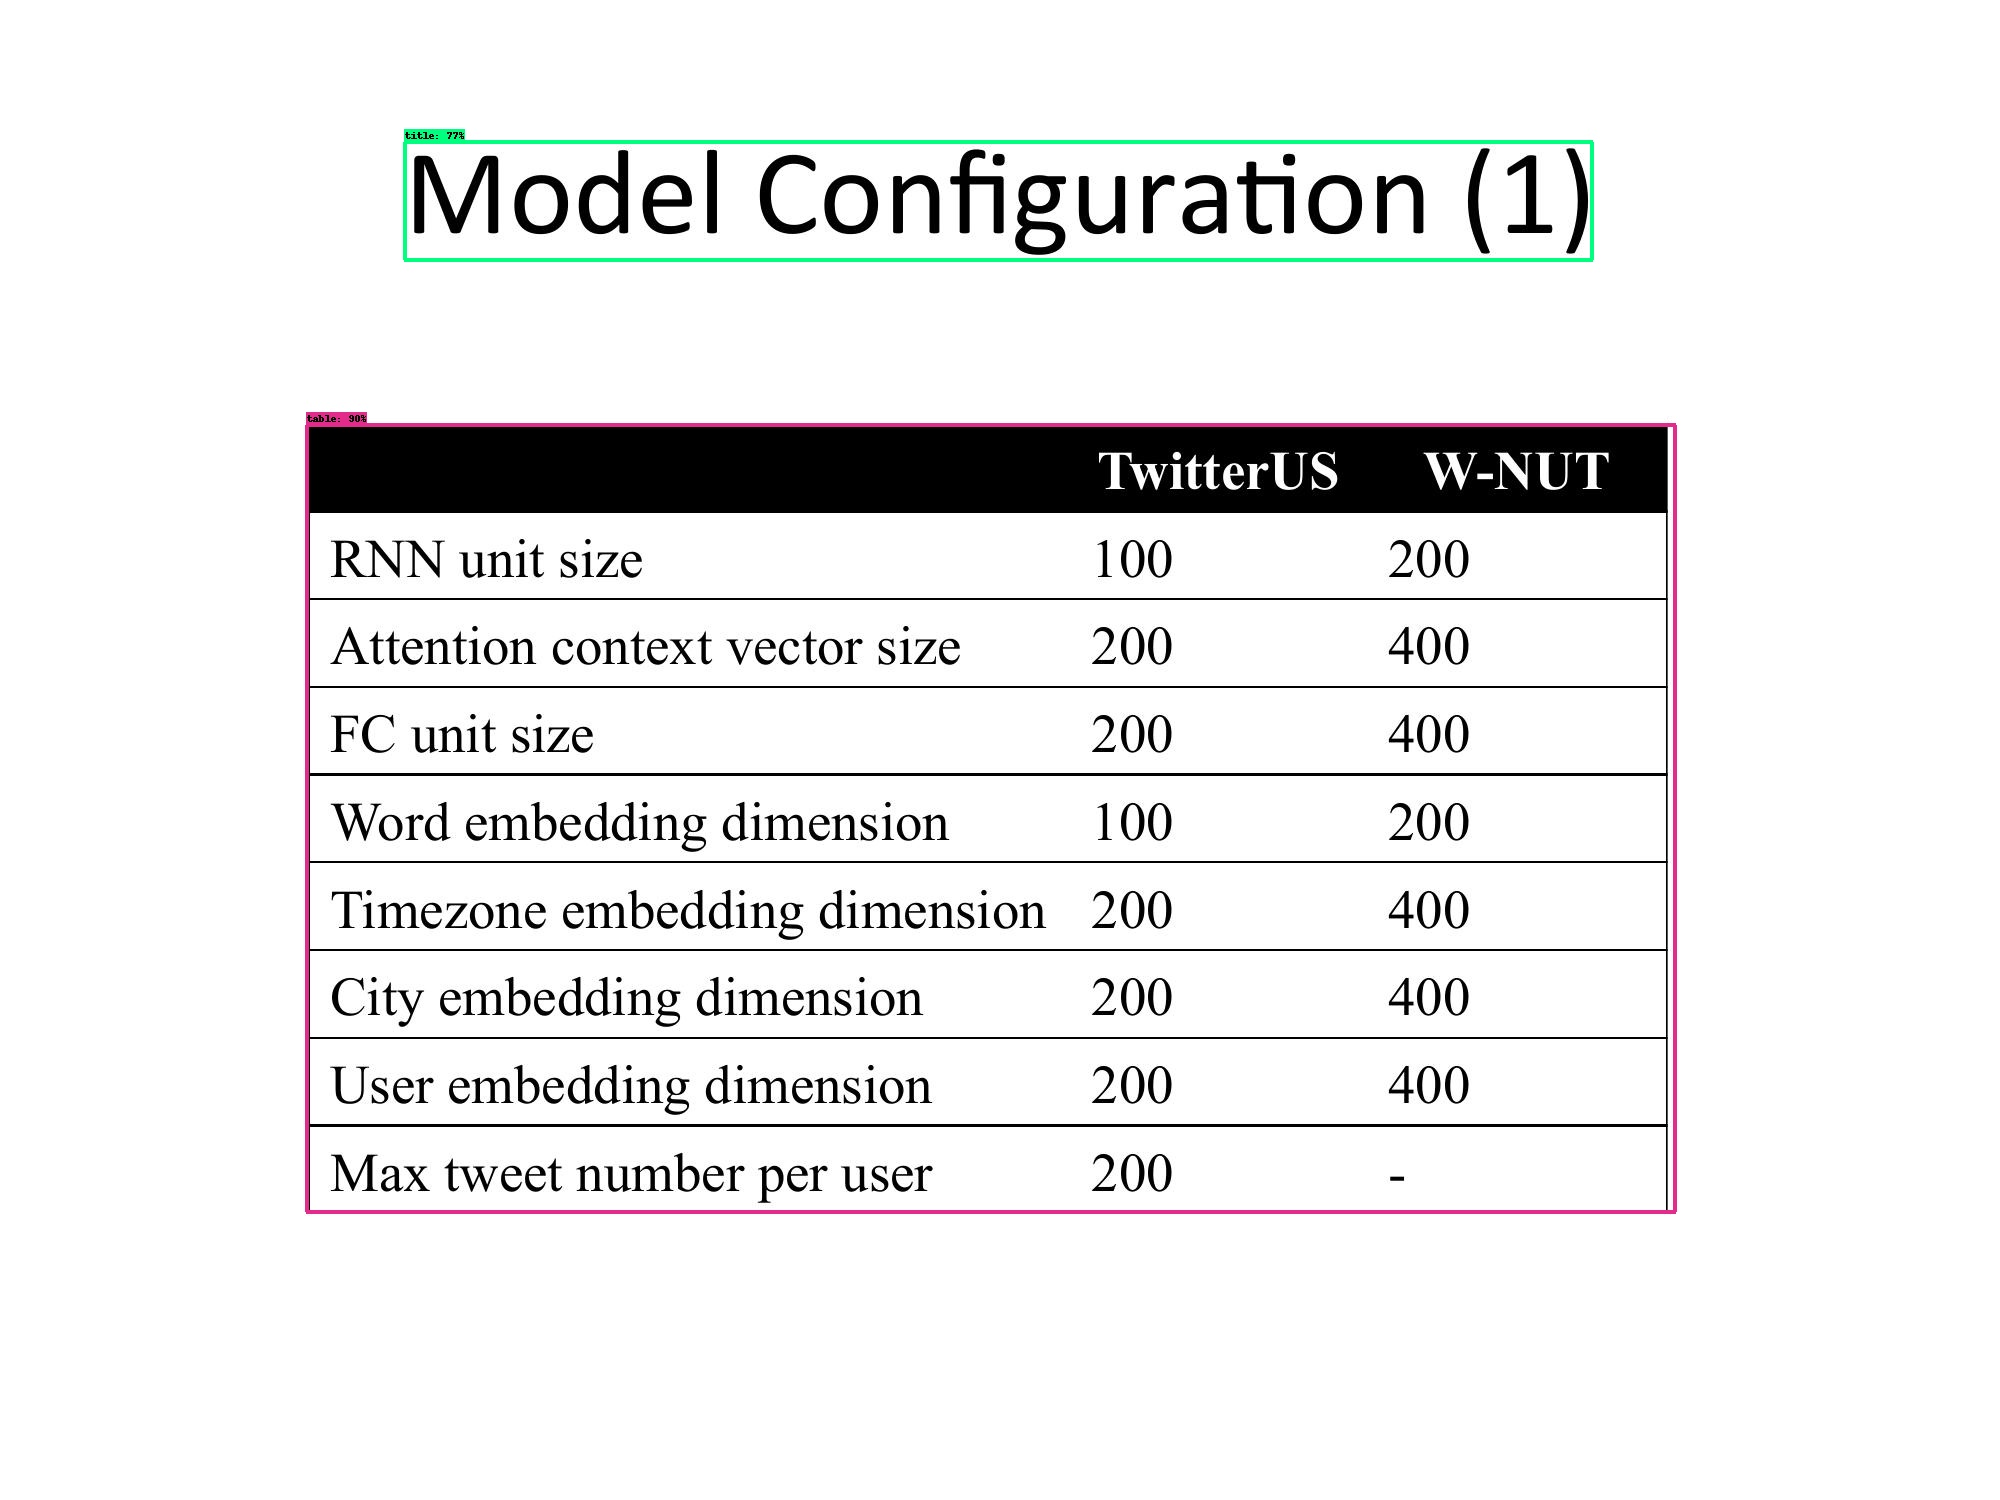 title: 77%
Model Configuration (1)
table: 90%
TwitterUS W-NUT
RNN unit size 100 200
Attention context vector size 200 400
FC unit size 200 400
Word embedding dimension 100 200
Timezone embedding dimension 200 400
City embedding dimension 200 400
User embedding dimension 200 400
Max tweet number per user 200 -